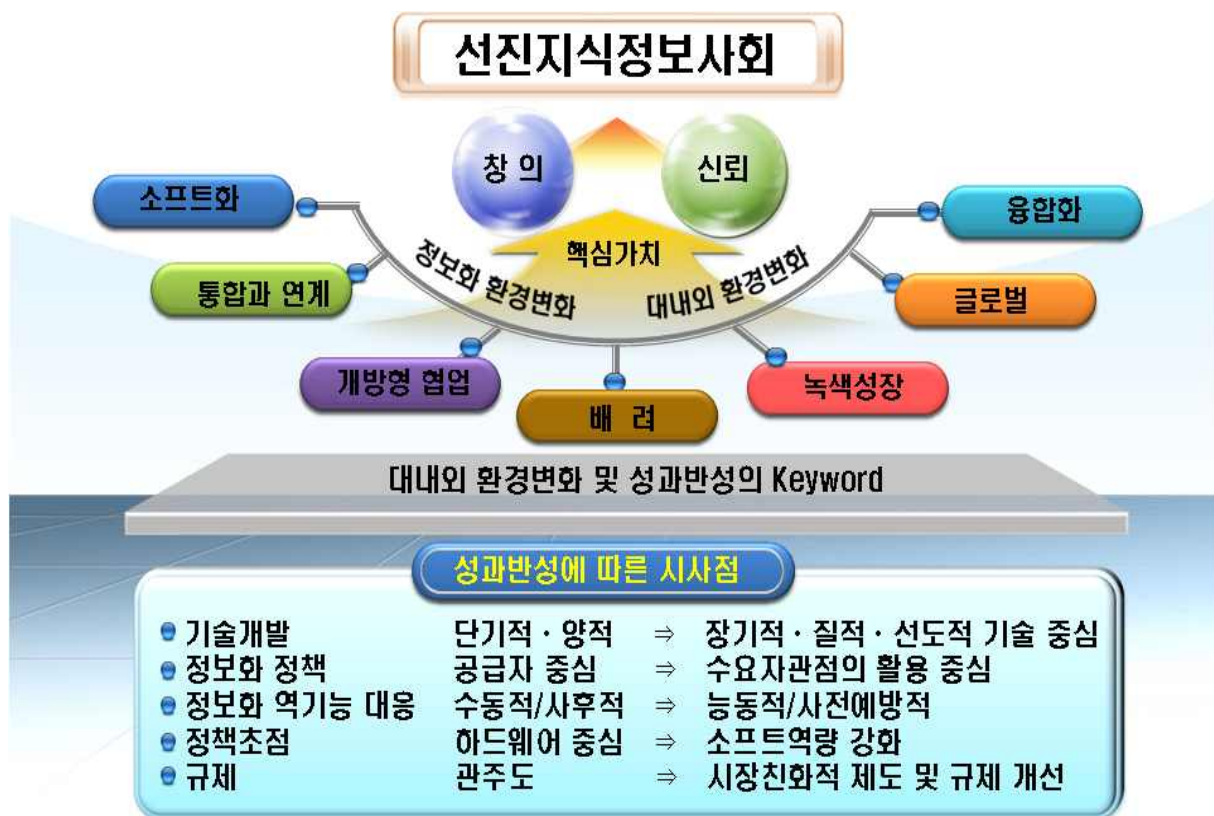 선진지식정보사회
창 의
신뢰
소프트화
융합화
핵심가치
정보화 환경변화
대내외 환경변화
통합과 연계
글로벌
개방형 협업
녹색성장
배 려
대내외 환경변화 및 성과반성의 Keyword
성과반성에 따른 시사점
기술개발 단기적 · 양적 ⇒ 장기적 · 질적 · 선도적 기술 중심
정보화 정책 공급자 중심 ⇒ 수요자관점의 활용 중심
정보화 역기능 대응 수동적/사후적 ⇒ 능동적/사전예방적
정책초점 하드웨어 중심 ⇒ 소프트역량 강화
규제 관주도 ⇒ 시장친화적 제도 및 규제 개선